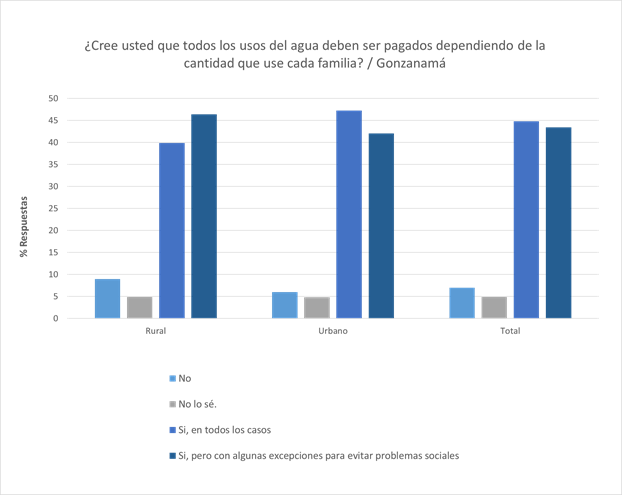 ¿Cree usted que todos los usos del agua deben ser pagados dependiendo de la
cantidad que use cada familia? / Gonzanamá
50
45
40
35
30
25
20
15
10
5
0
% Respuestas
Rural Urbano Total
No
No lo sé.
Si, en todos los casos
Si, pero con algunas excepciones para evitar problemas sociales